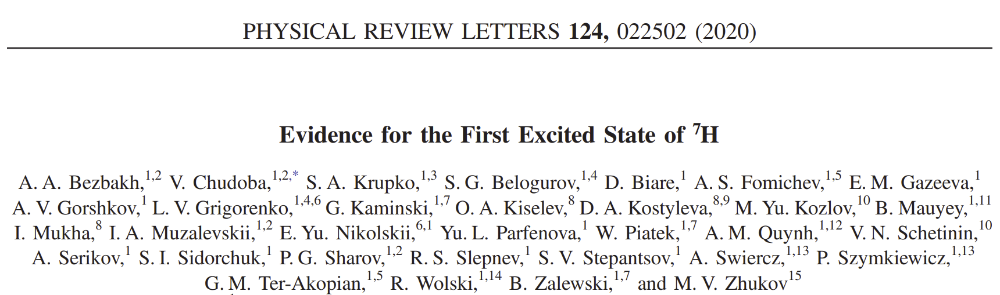 PHYSICAL REVIEW LETTERS 124, 022502 (2020)
Evidence for the First Excited State of ⁷H
A. A. Bezbakh,¹,² V. Chudoba,¹,²,* S. A. Krupko,¹,³ S. G. Belogurov,¹,⁴ D. Biare,¹ A. S. Fomichev,¹,⁵ E. M. Gazeeva,¹
A. V. Gorshkov,¹ L. V. Grigorenko,¹,⁴,⁶ G. Kaminski,¹,⁷ O. A. Kiselev,⁸ D. A. Kostyleva,⁸,⁹ M. Yu. Kozlov,¹⁰ B. Mauyey,¹,¹¹
I. Mukha,⁸ I. A. Muzalevskii,¹,² E. Yu. Nikolskii,⁶,¹ Yu. L. Parfenova,¹ W. Piatek,¹,⁷ A. M. Quynh,¹,¹² V. N. Schetinin,¹⁰
A. Serikov,¹ S. I. Sidorchuk,¹ P. G. Sharov,¹,² R. S. Slepnev,¹ S. V. Stepantsov,¹ A. Swiercz,¹,¹³ P. Szymkiewicz,¹,¹³
G. M. Ter-Akopian,¹,⁵ R. Wolski,¹,¹⁴ B. Zalewski,¹,⁷ and M. V. Zhukov¹⁵